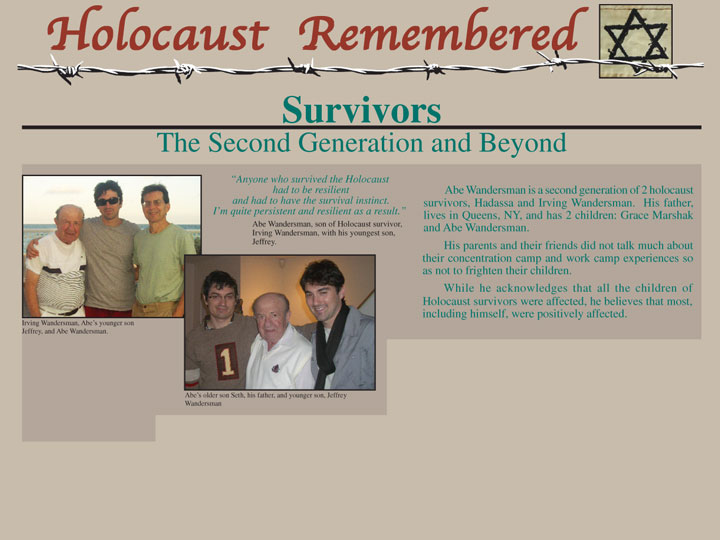 Holocaust Remembered
Survivors
The Second Generation and Beyond
“Anyone who survived the Holocaust
had to be resilient
and had to have the survival instinct.
I’m quite persistent and resilient as a result.”
Abe Wandersman, son of Holocaust survivor,
Irving Wandersman, with his youngest son,
Jeffrey.
Irving Wandersman, Abe’s younger son
Jeffrey, and Abe Wandersman.
Abe’s older son Seth, his father, and younger son, Jeffrey
Wandersman
Abe Wandersman is a second generation of 2 holocaust
survivors, Hadassa and Irving Wandersman. His father,
lives in Queens, NY, and has 2 children: Grace Marshak
and Abe Wandersman.
His parents and their friends did not talk much about
their concentration camp and work camp experiences so
as not to frighten their children.
While he acknowledges that all the children of
Holocaust survivors were affected, he believes that most,
including himself, were positively affected.